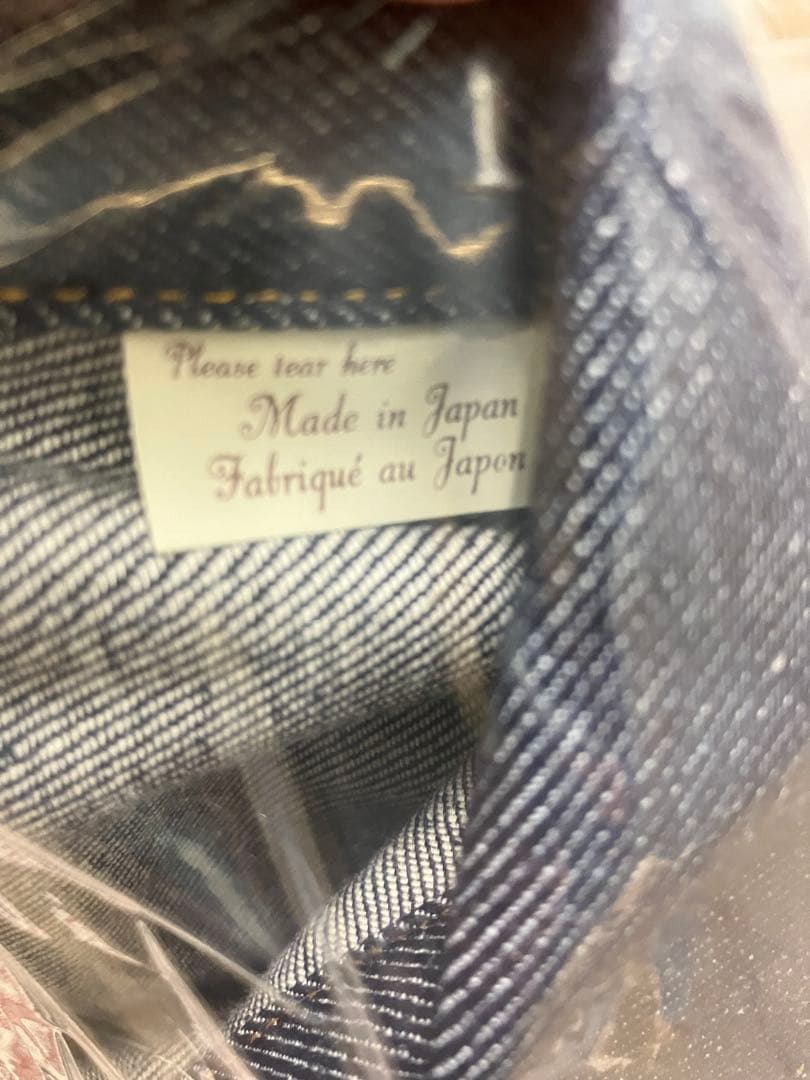 Please tear here
Made in Japan
Fabriqué au Japon